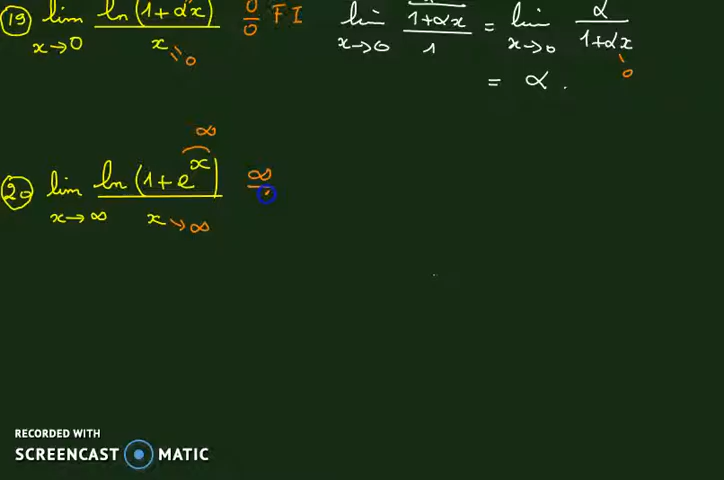 (19) lim x→0 ln(1+αx)/x →0 0/0 FI lim x→0 (α/(1+αx))/1 = lim x→0 α/(1+αx) →0
= α.
(20) lim x→∞ ln(1+e^x)/x →∞ ∞ ∞/
RECORDED WITH
SCREENCAST MATIC